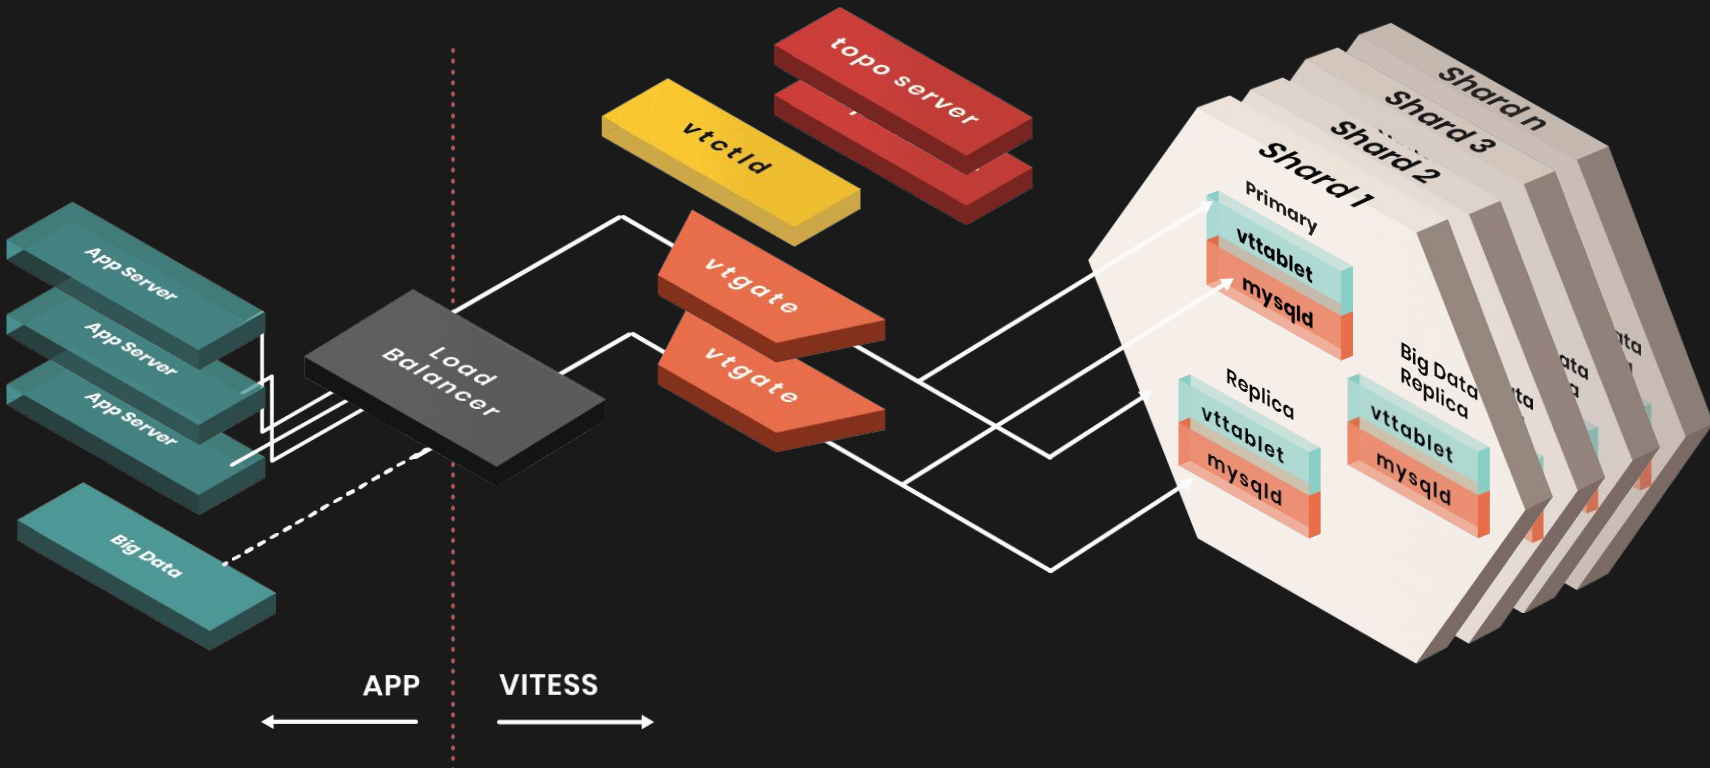 topo server
vtctld
App Server
App Server
App Server
Big Data
Load
Balancer
vtgate
vtgate
Shard n
Shard 3
Shard 2
Shard 1
Primary
vttablet
mysqld
Replica
vttablet
mysqld
Big Data
Replica
vttablet
mysqld
APP
VITESS